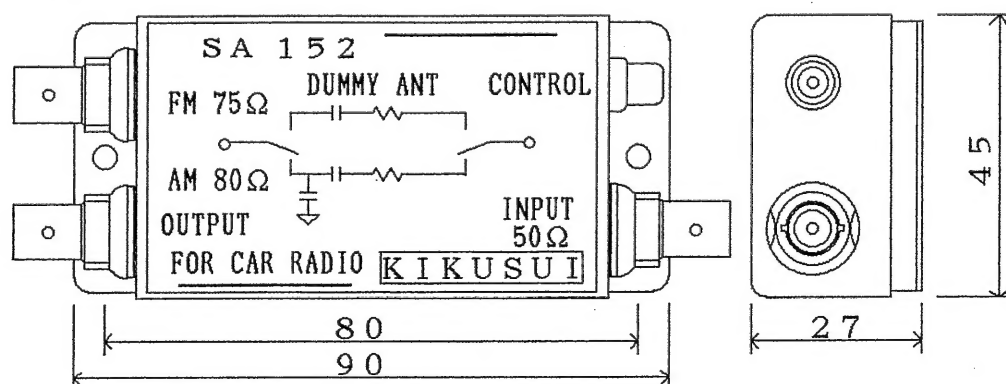 SA 152
DUMMY ANT
CONTROL
FM 75Ω
AM 80Ω
OUTPUT
INPUT
50Ω
FOR CAR RADIO
KIKUSUI
80
90
27
45